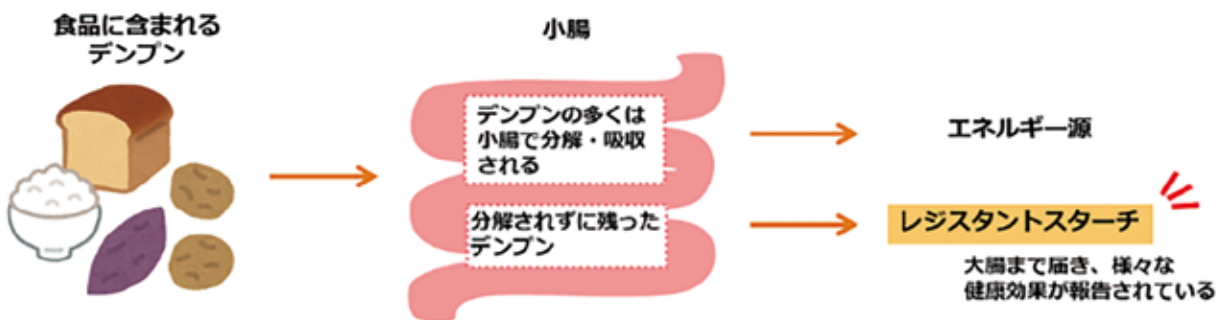 食品に含まれる
デンプン
小腸
デンプンの多くは
小腸で分解・吸収
される
エネルギー源
分解されずに残った
デンプン
レジスタントスターチ
大腸まで届き、様々な
健康効果が報告されている